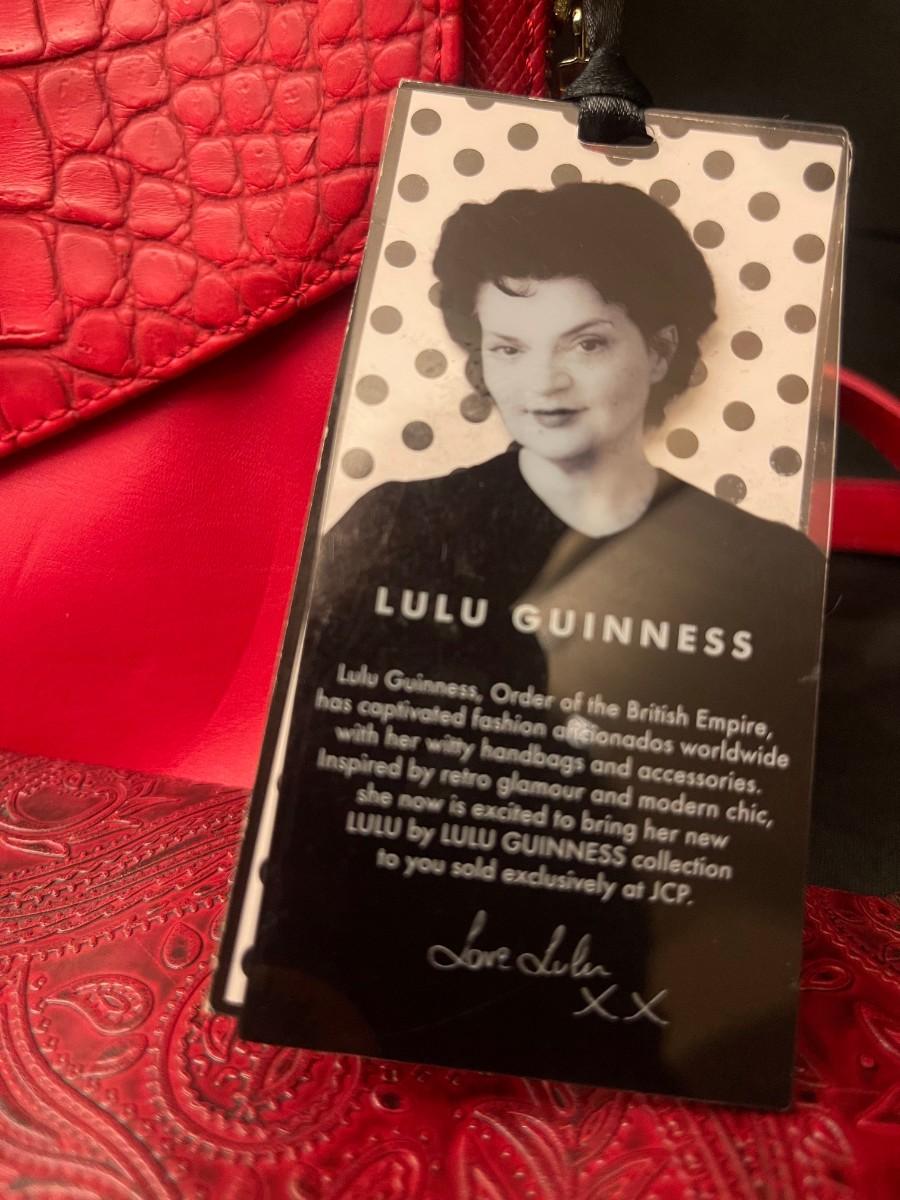 LULU GUINNESS
Lulu Guinness, Order of the British Empire,
has captivated fashion aficionados worldwide
with her witty handbags and accessories.
Inspired by retro glamour and modern chic,
she now is excited to bring her new
LULU by LULU GUINNESS collection
to you sold exclusively at JCP.
Love Lulu
XX